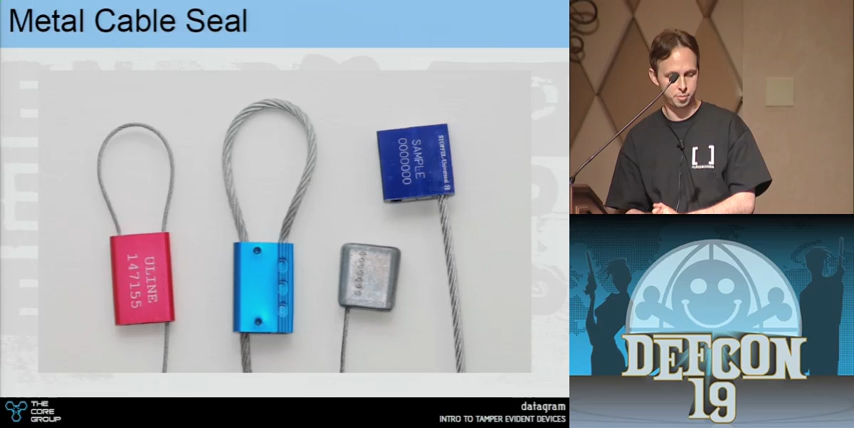 Metal Cable Seal
ULINE
147155
SAMPLE
0000000
THE
CORE
GROUP
datagram
INTRO TO TAMPER EVIDENT DEVICES
[ ]
DEFCON
19